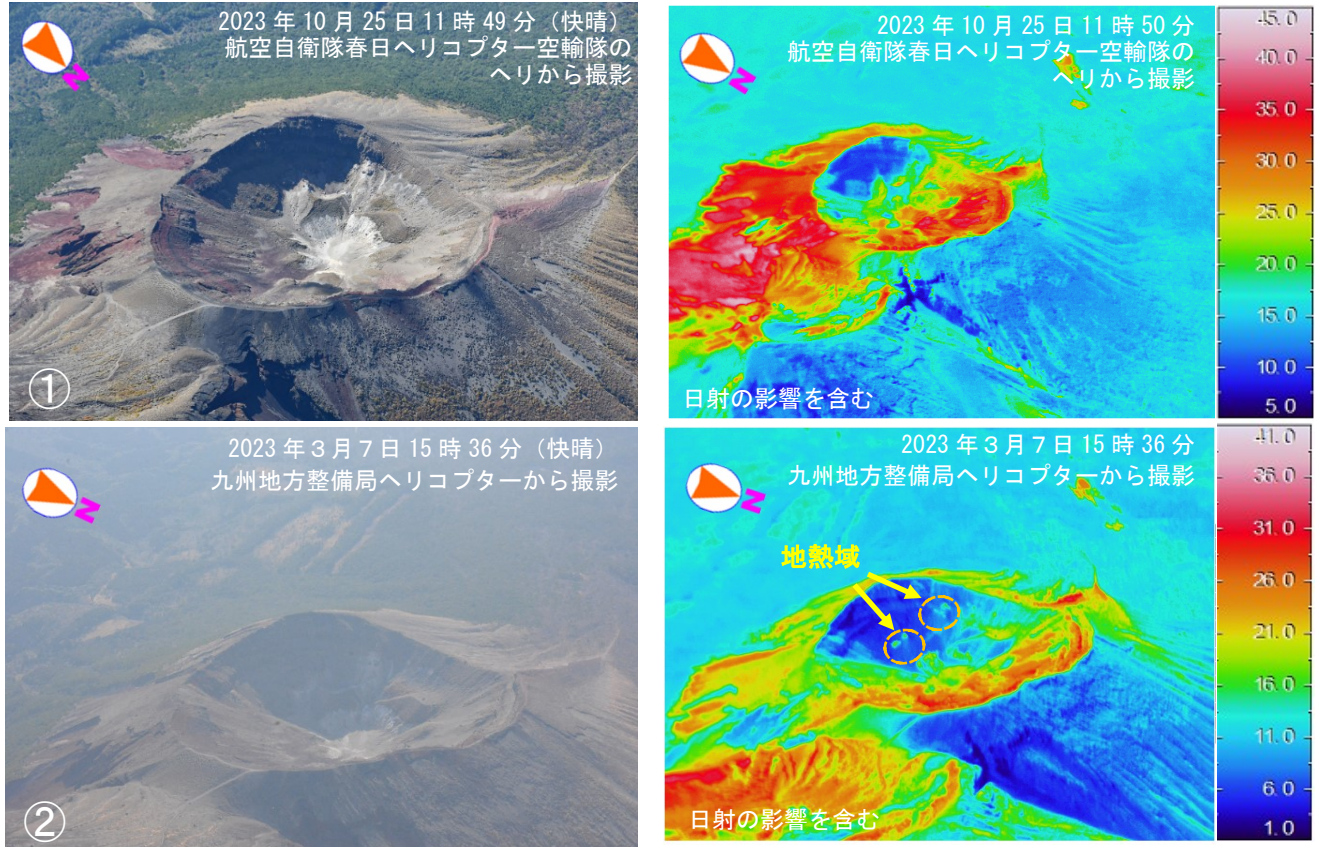 2023年10月25日11時49分（快晴）
航空自衛隊春日ヘリコプター空輸隊の
ヘリから撮影
N
①
2023年10月25日11時50分
航空自衛隊春日ヘリコプター空輸隊の
ヘリから撮影
N
日射の影響を含む
45.0
40.0
35.0
30.0
25.0
20.0
15.0
10.0
5.0
2023年３月７日15時36分（快晴）
九州地方整備局ヘリコプターから撮影
N
②
2023年３月７日15時36分
九州地方整備局ヘリコプターから撮影
N
地熱域
日射の影響を含む
41.0
36.0
31.0
26.0
21.0
16.0
11.0
6.0
1.0